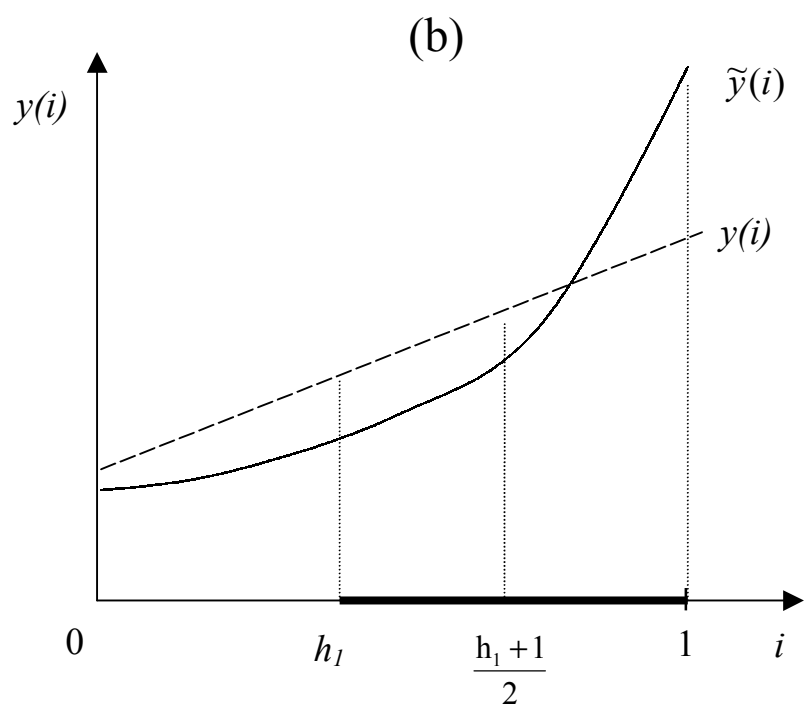 (b)
y(i)
ỹ(i)
y(i)
0
h₁
h₁ + 1
2
1
i